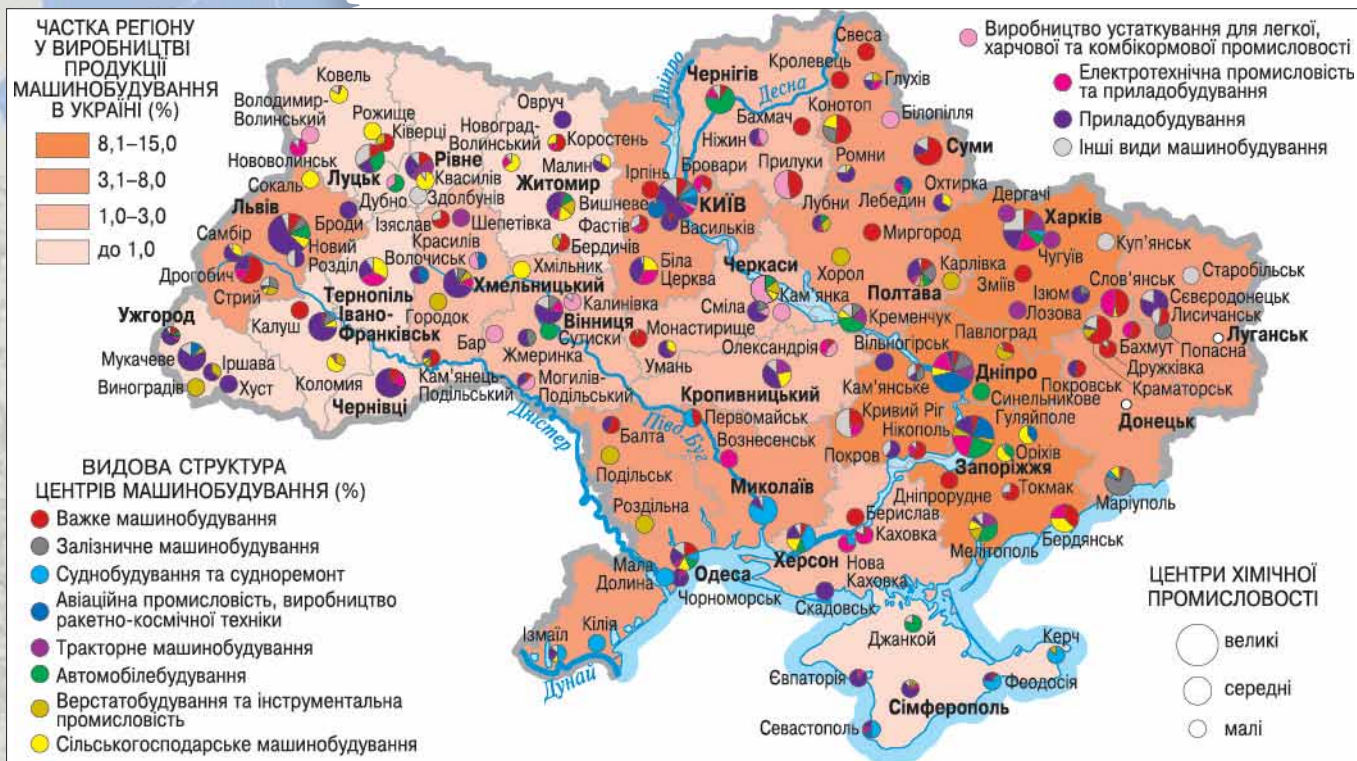 ЧАСТКА РЕГІОНУ
У ВИРОБНИЦТВІ
ПРОДУКЦІЇ
МАШИНОБУДУВАННЯ
В УКРАЇНІ (%)
8,1–15,0
3,1–8,0
1,0–3,0
до 1,0
Виробництво устаткування для легкої,
харчової та комбікормової промисловості
Електротехнічна промисловість
та приладобудування
Приладобудування
Інші види машинобудування
Свеса
Кролевець
Глухів
Чернігів
Дніпро
Десна
Ковель
Володимир-
Волинський
Рожище
Ківерці
Овруч
Новоград-
Волинський
Коростень
Малин
Бахмач
Конотоп
Білопілля
Ніжин
Прилуки
Ромни
Суми
Нововолинськ
Сокаль
Луцьк
Рівне
Квасилів
Здолбунів
Дубно
Житомир
Ірпінь
Бровари
КИЇВ
Вишневе
Васильків
Фастів
Лубни
Лебедин
Охтирка
Дергачі
Харків
Чугуїв
Куп'янськ
Львів
Броди
Ізяслав
Шепетівка
Бердичів
Миргород
Самбір
Новий
Розділ
Красилів
Волочиськ
Хмільник
Біла
Церква
Черкаси
Хорол
Карлівка
Зміїв
Слов'янськ
Старобільськ
Дрогобич
Стрий
Тернопіль
Хмельницький
Калинівка
Кам'янка
Сміла
Полтава
Ізюм
Лозова
Сєвєродонецьк
Лисичанськ
Ужгород
Івано-
Франківськ
Городок
Вінниця
Сутиски
Монастирище
Кременчук
Павлоград
Луганськ
Калуш
Бар
Жмеринка
Умань
Олександрія
Вільногірськ
Дніпро
Бахмут
Попасна
Мукачеве
Іршава
Коломия
Кам'янець-
Подільський
Могилів-
Подільський
Кропивницький
Кам'янське
Синельникове
Покровськ
Дружківка
Краматорськ
Виноградів
Хуст
Чернівці
Дністер
Півд. Буг
Первомайськ
Кривий Ріг
Нікополь
Гуляйполе
Донецьк
Балта
Вознесенськ
Покров
Запоріжжя
Оріхів
Подільськ
Миколаїв
Дніпрорудне
Токмак
Маріуполь
Роздільна
Берислав
Каховка
Мелітополь
Бердянськ
Мала
Долина
Одеса
Чорноморськ
Херсон
Нова
Каховка
Скадовськ
Ізмаїл
Кілія
Дунай
Джанкой
Керч
Євпаторія
Феодосія
Сімферополь
Севастополь
ВИДОВА СТРУКТУРА
ЦЕНТРІВ МАШИНОБУДУВАННЯ (%)
Важке машинобудування
Залізничне машинобудування
Суднобудування та судноремонт
Авіаційна промисловість, виробництво
ракетно-космічної техніки
Тракторне машинобудування
Автомобілебудування
Верстатобудування та інструментальна
промисловість
Сільськогосподарське машинобудування
ЦЕНТРИ ХІМІЧНОЇ
ПРОМИСЛОВОСТІ
великі
середні
малі